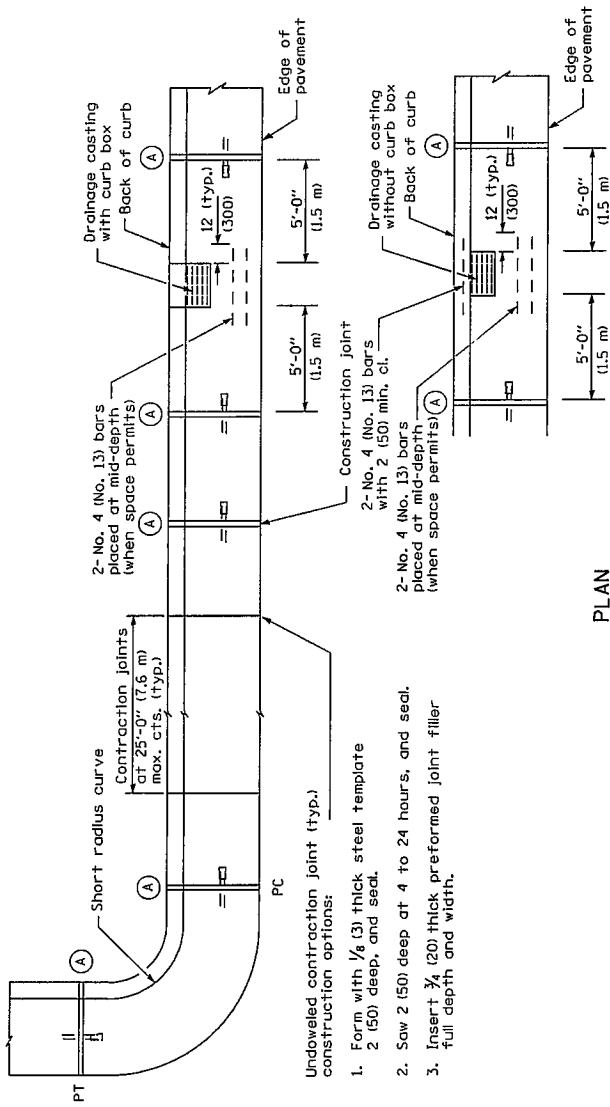 PT
A
Short radius curve
A
PC
Contraction joints
at 25'-0" (7.6 m)
max. cts. (typ.)
A
Construction joint
2- No. 4 (No. 13) bars
placed at mid-depth
(when space permits)
A
Drainage casting
with curb box
Back of curb
12 (typ.)
(300)
A
5'-0"
(1.5 m)
5'-0"
(1.5 m)
Edge of
pavement
Undoweled contraction joint (typ.)
construction options:
1. Form with 1/8 (3) thick steel template
2 (50) deep, and seal.
2. Saw 2 (50) deep at 4 to 24 hours, and seal.
3. Insert 3/4 (20) thick preformed joint filler
full depth and width.
2- No. 4 (No. 13) bars
with 2 (50) min. cl.
2- No. 4 (No. 13) bars
placed at mid-depth
(when space permits)
A
Drainage casting
without curb box
Back of curb
12 (typ.)
(300)
A
5'-0"
(1.5 m)
5'-0"
(1.5 m)
Edge of
pavement
PLAN